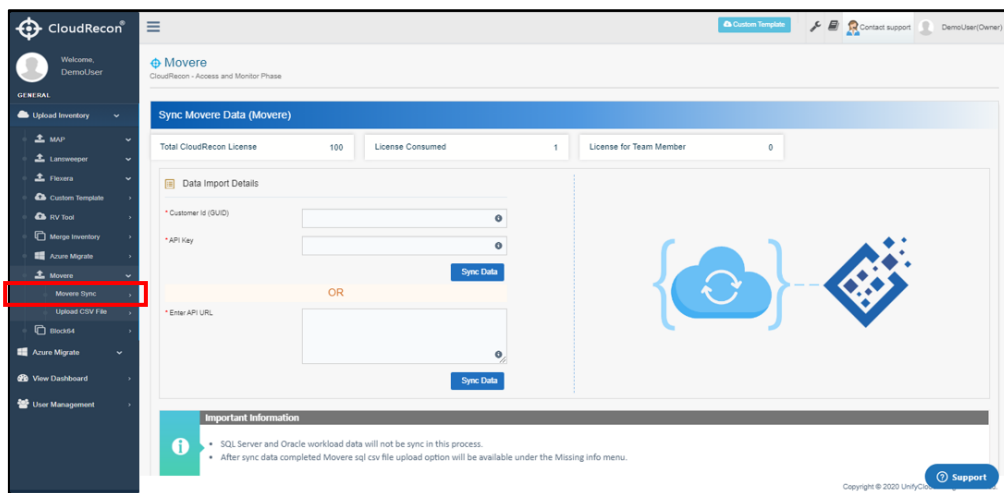 CloudRecon®
Custom Template
Contact support
DemoUser(Owner)
Welcome,
DemoUser
GENERAL
Upload Inventory
MAP
Lansweeper
Flexera
Custom Template
RV Tool
Merge Inventory
Azure Migrate
Movere
Movere Sync
Upload CSV File
Block64
Azure Migrate
View Dashboard
User Management
Movere
CloudRecon - Access and Monitor Phase
Sync Movere Data (Movere)
Total CloudRecon License 100 License Consumed 1 License for Team Member 0
Data Import Details
* Customer Id (GUID)
* API Key
Sync Data
OR
* Enter API URL
Sync Data
Important Information
• SQL Server and Oracle workload data will not be sync in this process.
• After sync data completed Movere sql csv file upload option will be available under the Missing info menu.
Support
Copyright © 2020